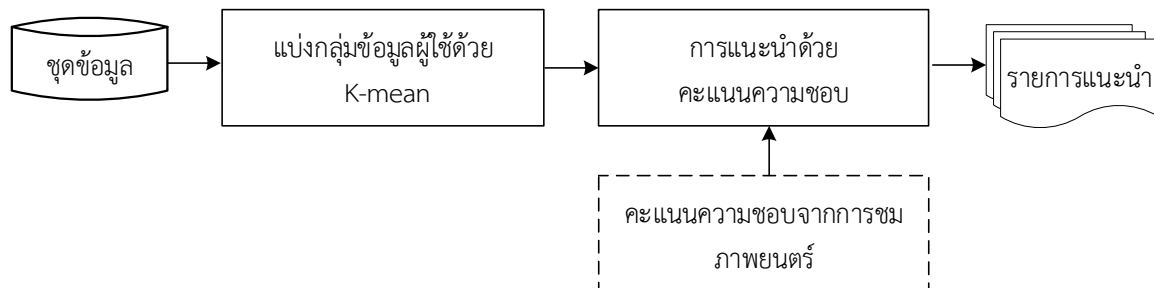 ชุดข้อมูล
แบ่งกลุ่มข้อมูลผู้ใช้ด้วย
K-mean
การแนะนำด้วย
คะแนนความชอบ
รายการแนะนำ
คะแนนความชอบจากการชม
ภาพยนตร์